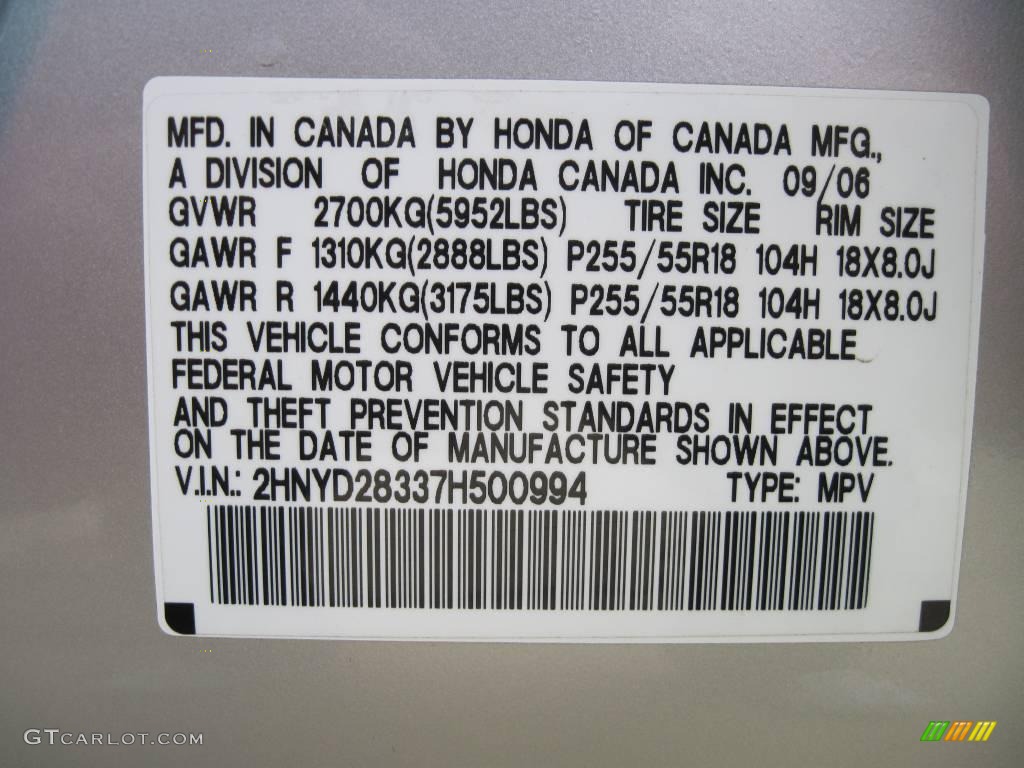 MFD. IN CANADA BY HONDA OF CANADA MFG.,
A DIVISION OF HONDA CANADA INC. 09/06
GVWR 2700KG(5952LBS) TIRE SIZE RIM SIZE
GAWR F 1310KG(2888LBS) P255/55R18 104H 18X8.0J
GAWR R 1440KG(3175LBS) P255/55R18 104H 18X8.0J
THIS VEHICLE CONFORMS TO ALL APPLICABLE
FEDERAL MOTOR VEHICLE SAFETY
AND THEFT PREVENTION STANDARDS IN EFFECT
ON THE DATE OF MANUFACTURE SHOWN ABOVE.
V.I.N.: 2HNYD28337H500994 TYPE: MPV
GTCARLOT.COM